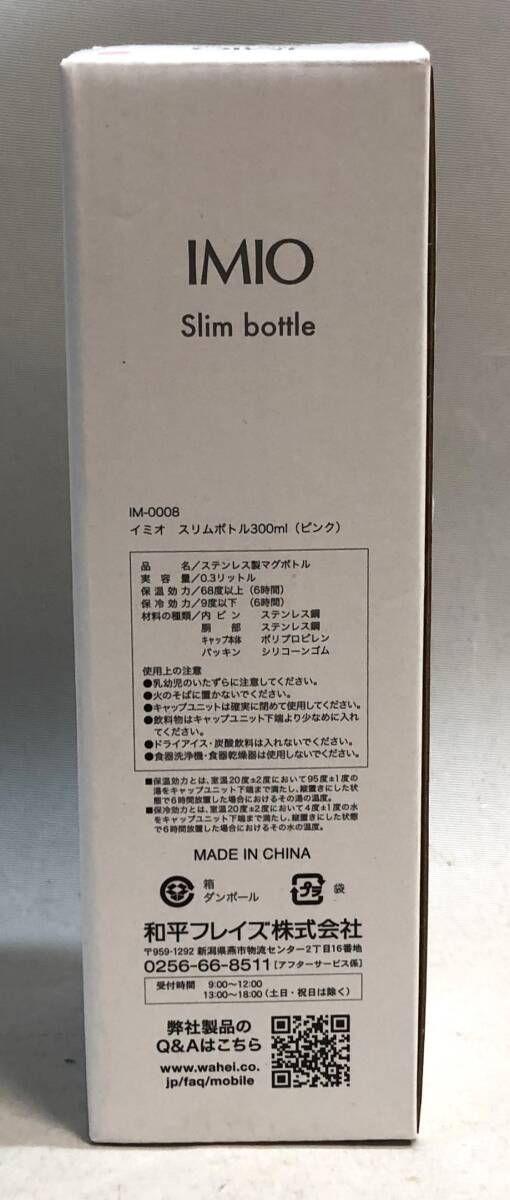 IMIO
Slim bottle
IM-0008
イミオ　スリムボトル300ml（ピンク）
品　　　名／ステンレス製マグボトル
実　容　量／0.3リットル
保 温 効 力／68度以上（6時間）
保 冷 効 力／9度以下　（6時間）
材料の種類／内 ビ ン　ステンレス鋼
胴　　部　ステンレス鋼
キャップ本体　ポリプロピレン
パッキン　シリコーンゴム
使用上の注意
●乳幼児のいたずらに注意してください。
●火のそばに置かないでください。
●キャップユニットは確実に閉めて使用してください。
●飲料物はキャップユニット下端より少なめに入れ
てください。
●ドライアイス・炭酸飲料は入れないでください。
●食器洗浄機・食器乾燥器は使用しないでください。
■保温効力とは、室温20度±2度において95度±1度の
湯をキャップユニット下端まで満たし、縦置きにした状
態で6時間放置した場合におけるその湯の温度。
■保冷効力とは、室温20度±2度において4度±1度の水
をキャップユニット下端まで満たし、縦置きにした状態
で6時間放置した場合におけるその水の温度。
MADE IN CHINA
箱
ダンボール
プラ
袋
和平フレイズ株式会社
〒959-1292 新潟県燕市物流センター2丁目16番地
0256-66-8511［アフターサービス係］
受付時間　9:00～12:00
13:00～18:00（土日・祝日は除く）
弊社製品の
Q&Aはこちら
www.wahei.co.
jp/faq/mobile